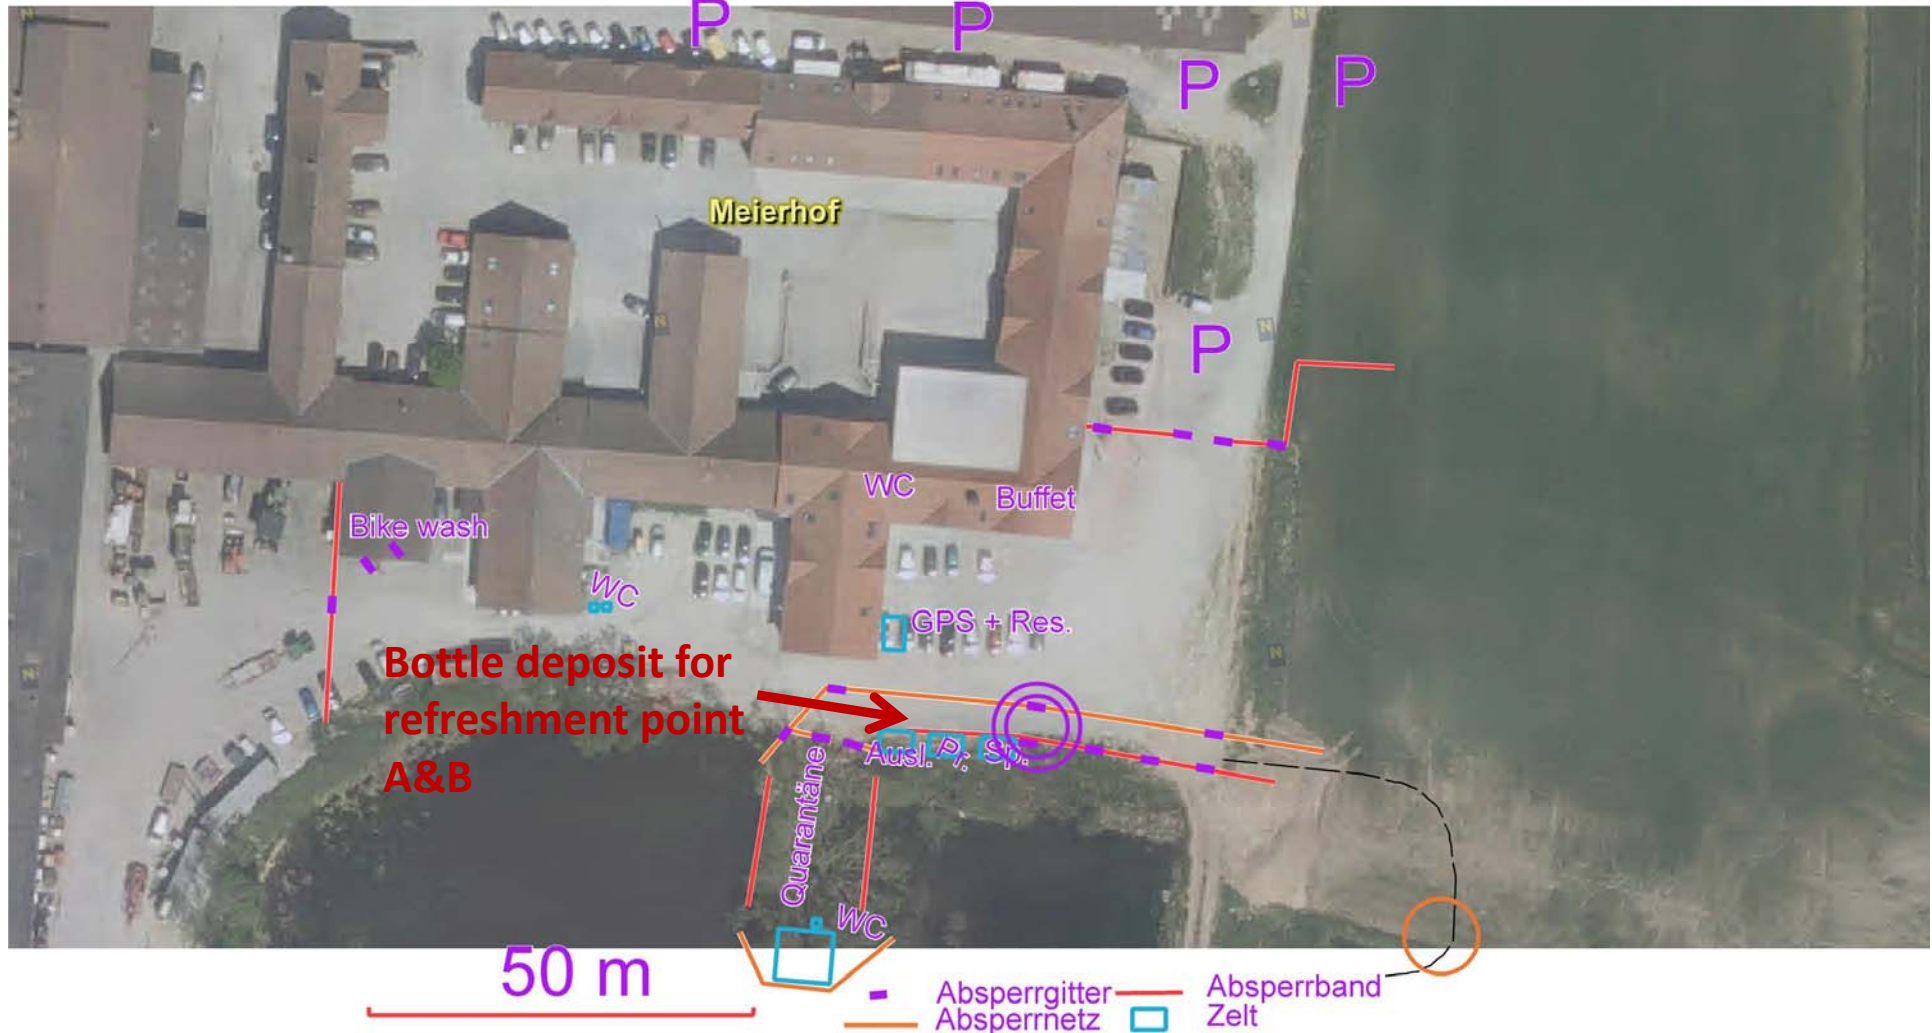 P
P
P
P
Meierhof
P
WC
Buffet
Bike wash
WC
GPS + Res.
Bottle deposit for
refreshment point
A&B
Ausl. Pr. Sp.
Quarantäne
WC
50 m
Absperrgitter
Absperrband
Absperrnetz
Zelt
N
N
N
N
N
N